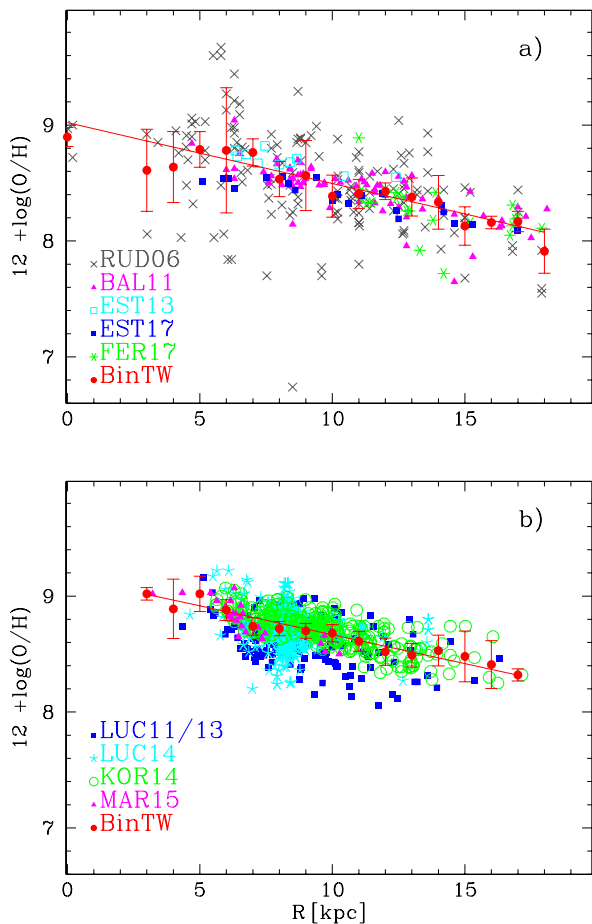 a)
9
8
7
12 +log(O/H)
RUD06
BAL11
EST13
EST17
FER17
BinTW
0 5 10 15
b)
9
8
7
12 +log(O/H)
LUC11/13
LUC14
KOR14
MAR15
BinTW
0 5 10 15
R [kpc]